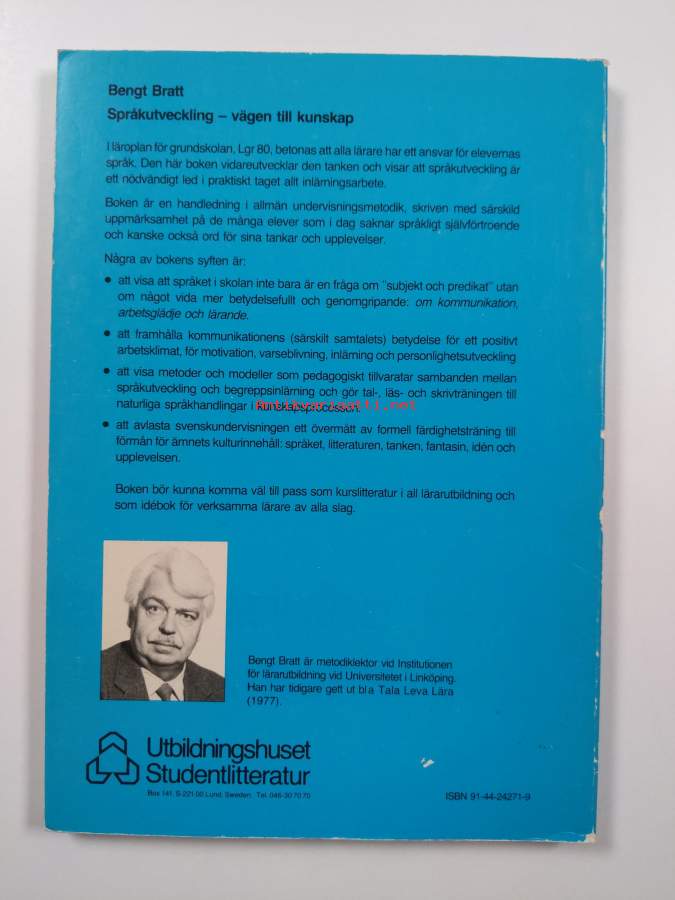 Bengt Bratt
Språkutveckling – vägen till kunskap
I läroplan för grundskolan, Lgr 80, betonas att alla lärare har ett ansvar för elevernas
språk. Den här boken vidareutvecklar den tanken och visar att språkutveckling är
ett nödvändigt led i praktiskt taget allt inlärningsarbete.
Boken är en handledning i allmän undervisningsmetodik, skriven med särskild
uppmärksamhet på de många elever som i dag saknar språkligt självförtroende
och kanske också ord för sina tankar och upplevelser.
Några av bokens syften är:
● att visa att språket i skolan inte bara är en fråga om "subjekt och predikat" utan
om något vida mer betydelsefullt och genomgripande: om kommunikation,
arbetsglädje och lärande.
● att framhålla kommunikationens (särskilt samtalets) betydelse för ett positivt
arbetsklimat, för motivation, varseblivning, inlärning och personlighetsutveckling
● att visa metoder och modeller som pedagogiskt tillvaratar sambanden mellan
språkutveckling och begreppsinlärning och gör tal-, läs- och skrivträningen till
naturliga språkhandlingar i kunskapsprocessen.
Antikvariaatti.net
● att avlasta svenskundervisningen ett övermått av formell färdighetsträning till
förmån för ämnets kulturinnehåll: språket, litteraturen, tanken, fantasin, idén och
upplevelsen.
Boken bör kunna komma väl till pass som kurslitteratur i all lärarutbildning och
som idébok för verksamma lärare av alla slag.
Bengt Bratt är metodiklektor vid Institutionen
för lärarutbildning vid Universitetet i Linköping.
Han har tidigare gett ut bl a Tala Leva Lära
(1977).
Utbildningshuset
Studentlitteratur
Box 141, S-221 00 Lund, Sweden. Tel. 046-30 70 70
ISBN 91-44-24271-9